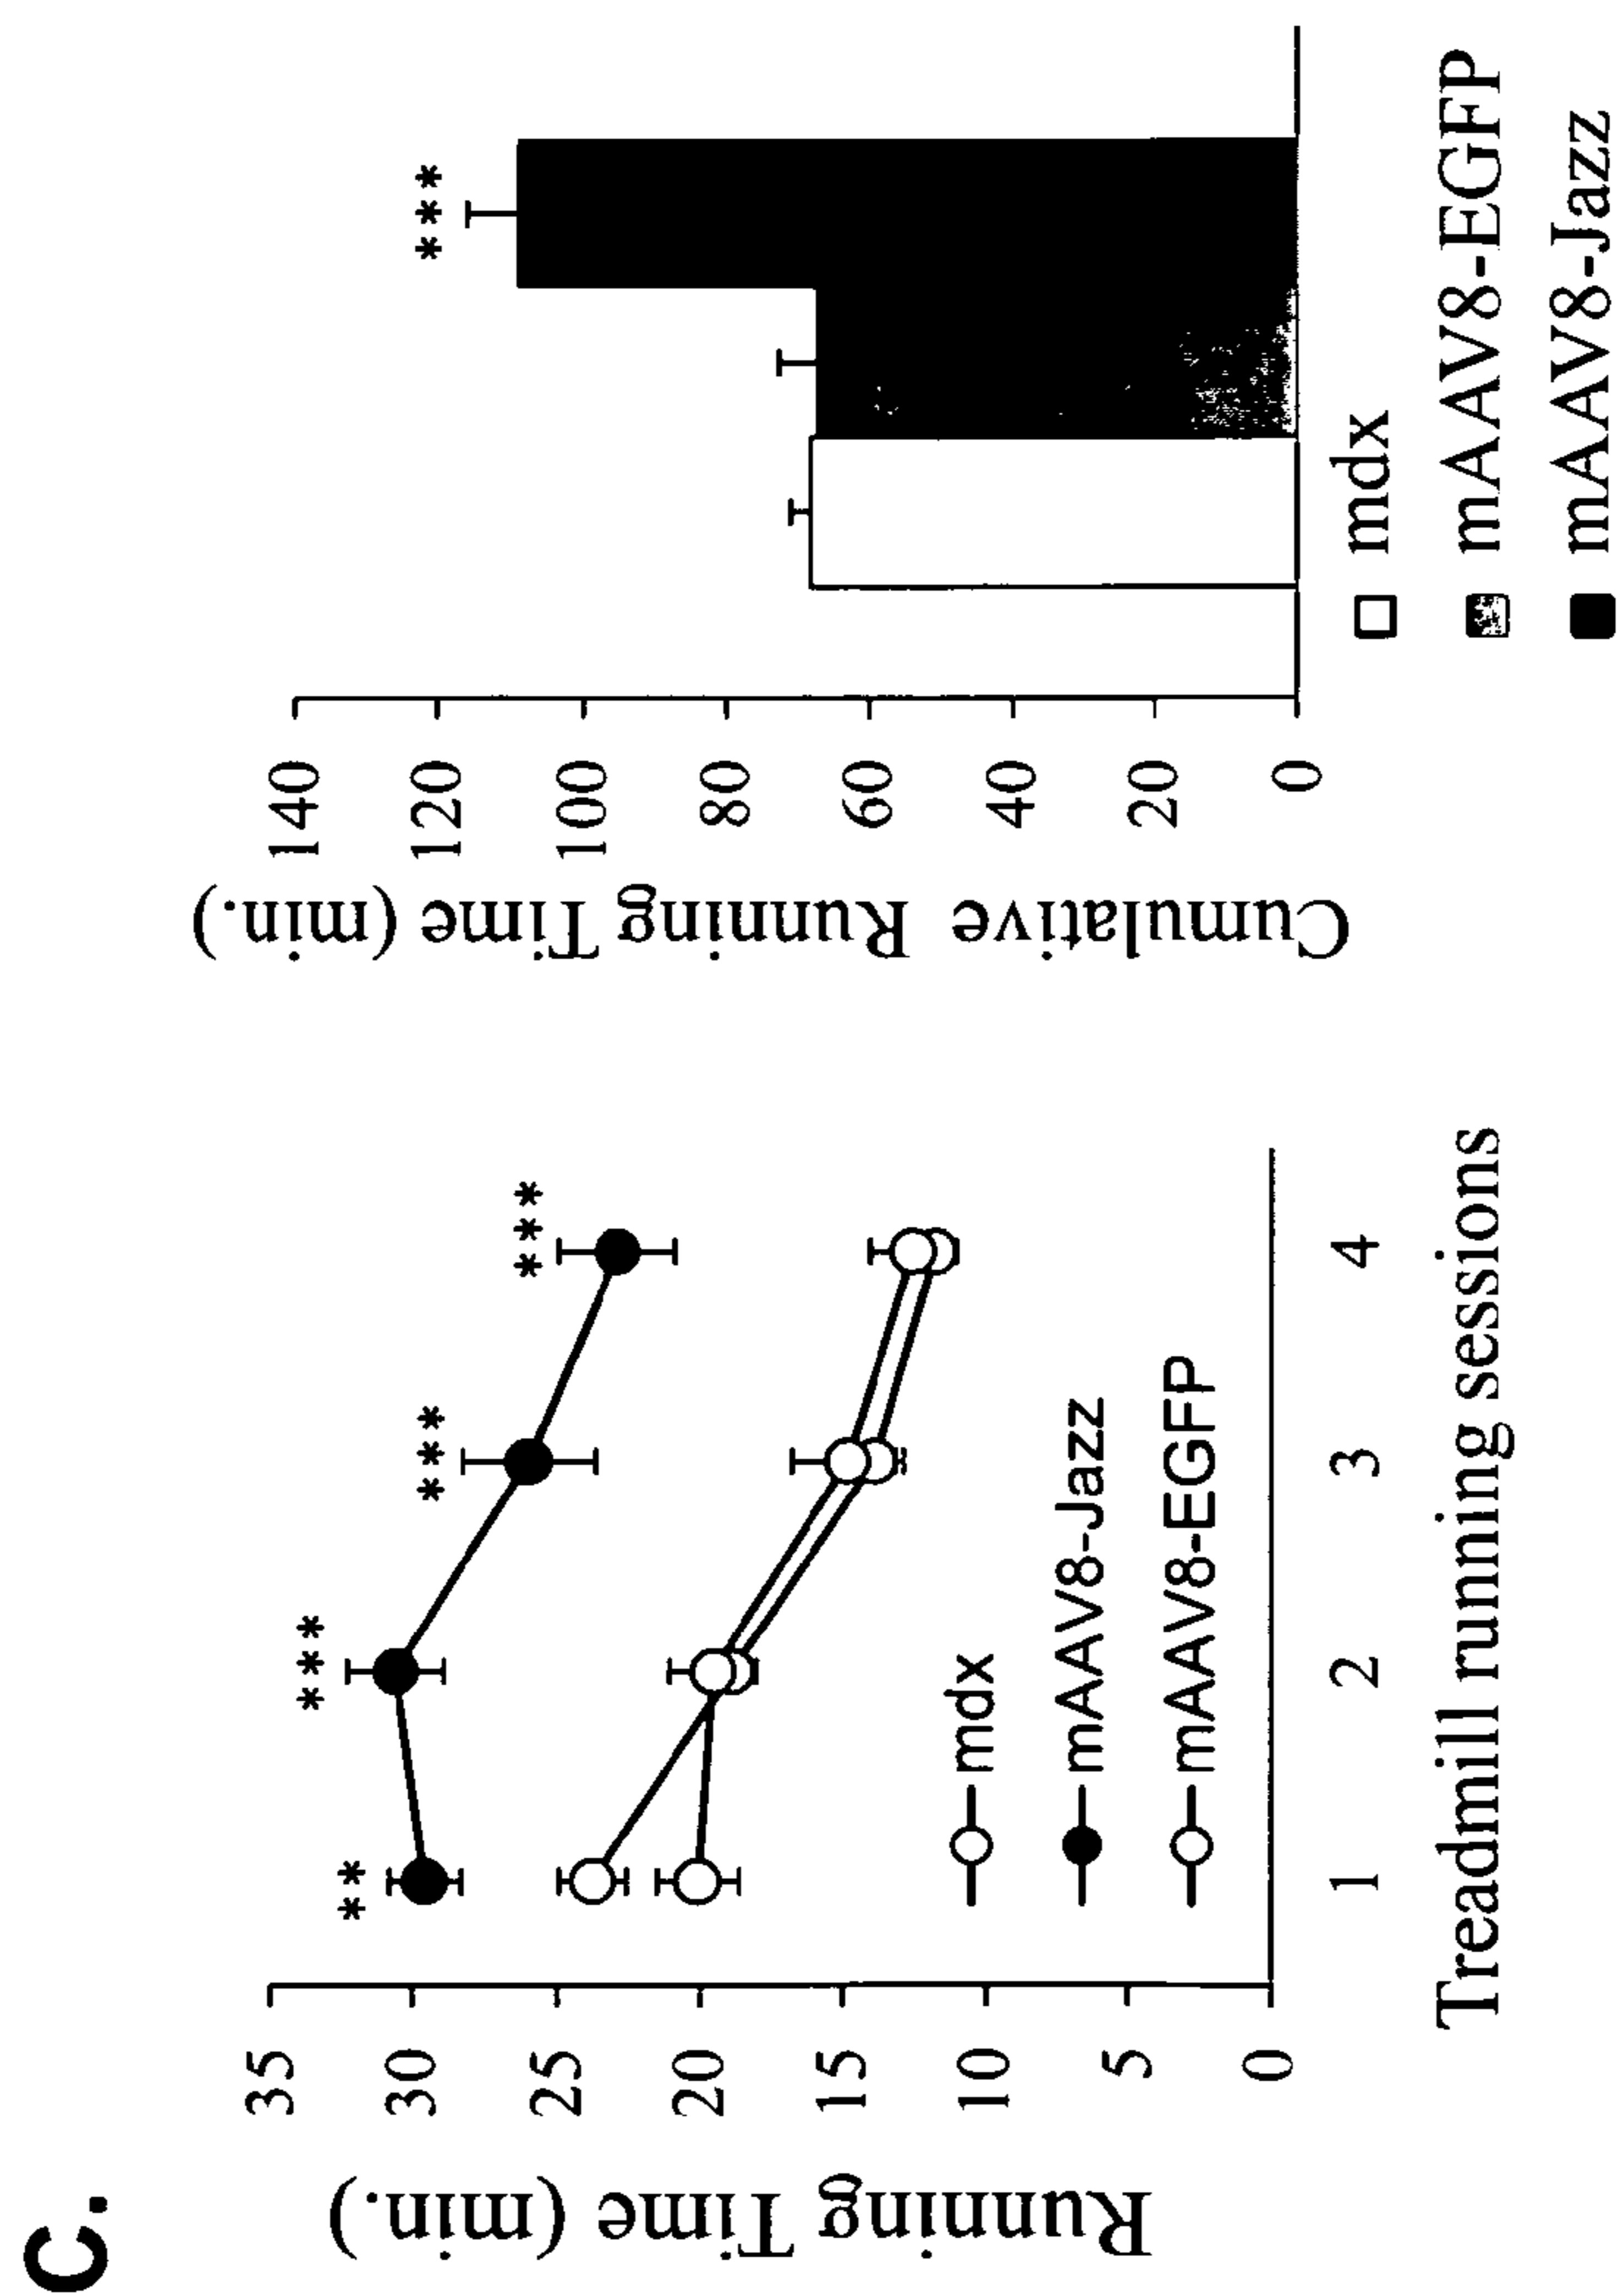 C.
Running Time (min.)
35
30
25
20
15
10
5
0
**
***
***
***
mdx
mAAV8-Jazz
mAAV8-EGFP
1 2 3 4
Treadmill running sessions
Cumulative Running Time (min.)
140
120
100
80
60
40
20
0
***
mdx
mAAV8-EGFP
mAAV8-Jazz